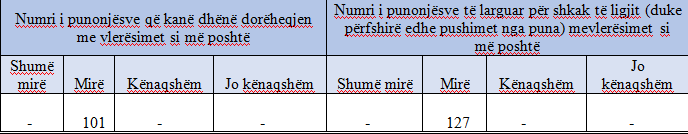 Numri i punonjësve që kanë dhënë dorëheqjen
me vlerësimet si më poshtë
Numri i punonjësve të larguar për shkak të ligjit (duke
përfshirë edhe pushimet nga puna) mevlerësimet si
më poshtë
Shumë
mirë
Mirë
Kënaqshëm
Jo kënaqshëm
Shumë mirë
Mirë
Kënaqshëm
Jo
kënaqshëm
- 101 - - - 127 - -